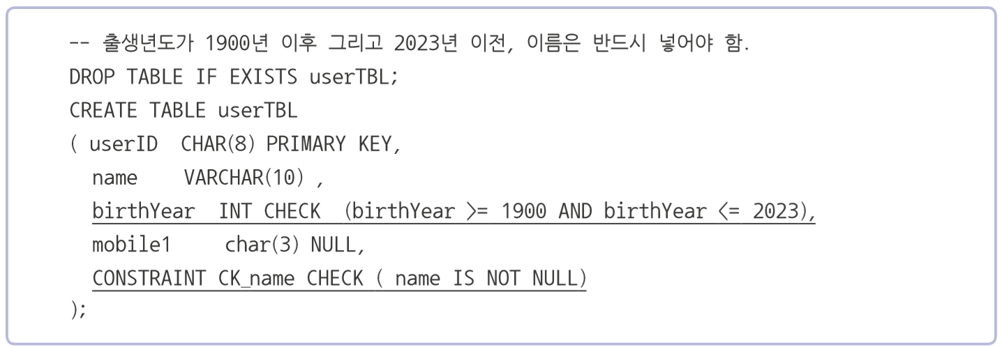 -- 출생년도가 1900년 이후 그리고 2023년 이전, 이름은 반드시 넣어야 함.
DROP TABLE IF EXISTS userTBL;
CREATE TABLE userTBL
( userID  CHAR(8) PRIMARY KEY,
  name    VARCHAR(10) ,
  birthYear  INT CHECK  (birthYear >= 1900 AND birthYear <= 2023),
  mobile1     char(3) NULL,
  CONSTRAINT CK_name CHECK ( name IS NOT NULL)
);